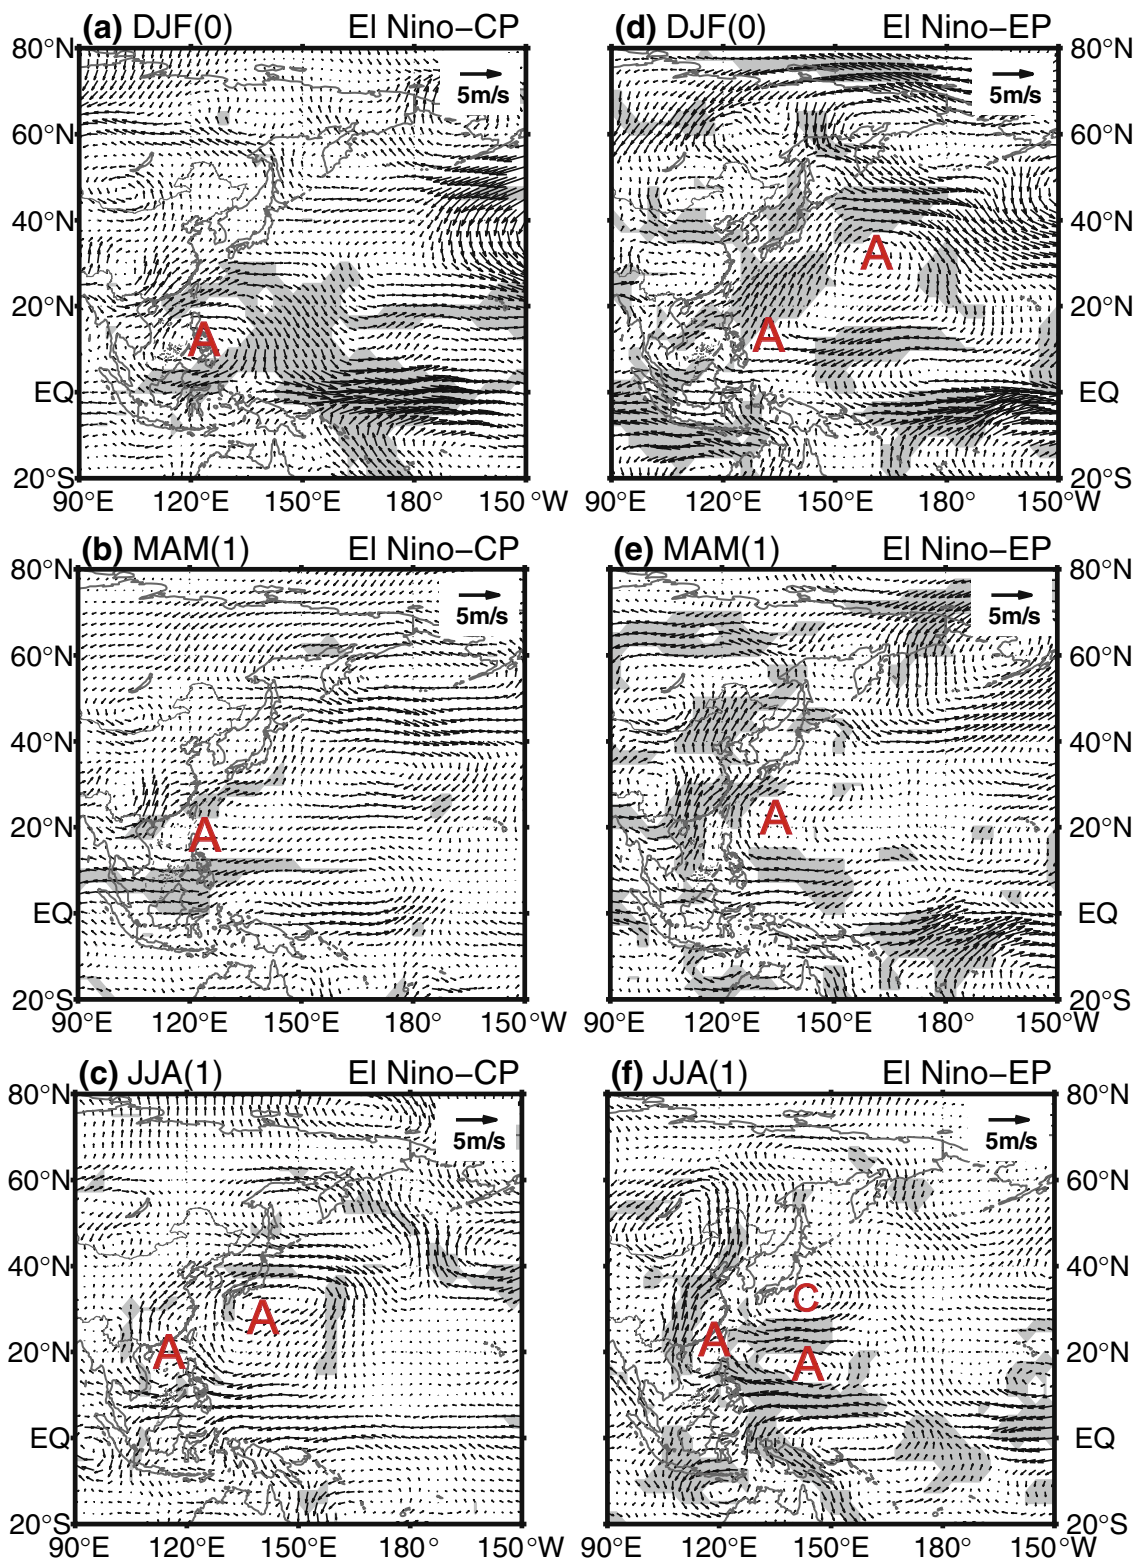 (a) DJF(0) El Nino-CP
80°N
5m/s
60°N
40°N
20°N
A
EQ
20°S
90°E 120°E 150°E 180° 150°W
(d) DJF(0) El Nino-EP
80°N
5m/s
60°N
40°N
A
20°N
A
EQ
20°S
90°E 120°E 150°E 180° 150°W
(b) MAM(1) El Nino-CP
80°N
5m/s
60°N
40°N
20°N
A
EQ
20°S
90°E 120°E 150°E 180° 150°W
(e) MAM(1) El Nino-EP
80°N
5m/s
60°N
40°N
A
20°N
EQ
20°S
90°E 120°E 150°E 180° 150°W
(c) JJA(1) El Nino-CP
80°N
5m/s
60°N
40°N
A
20°N
A
EQ
20°S
90°E 120°E 150°E 180° 150°W
(f) JJA(1) El Nino-EP
80°N
5m/s
60°N
40°N
C
A
20°N
A
EQ
20°S
90°E 120°E 150°E 180° 150°W